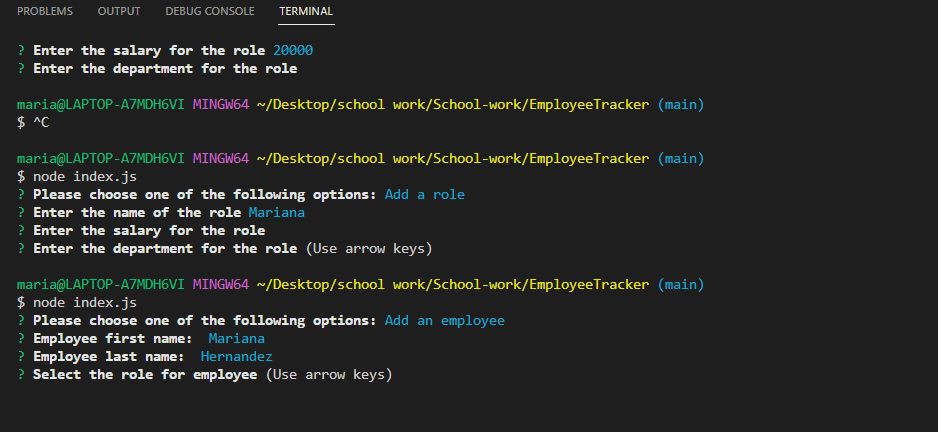 PROBLEMS OUTPUT DEBUG CONSOLE TERMINAL
? Enter the salary for the role 20000
? Enter the department for the role
maria@LAPTOP-A7MDH6VI MINGW64 ~/Desktop/school work/School-work/EmployeeTracker (main)
$ ^C
maria@LAPTOP-A7MDH6VI MINGW64 ~/Desktop/school work/School-work/EmployeeTracker (main)
$ node index.js
? Please choose one of the following options: Add a role
? Enter the name of the role Mariana
? Enter the salary for the role
? Enter the department for the role (Use arrow keys)
maria@LAPTOP-A7MDH6VI MINGW64 ~/Desktop/school work/School-work/EmployeeTracker (main)
$ node index.js
? Please choose one of the following options: Add an employee
? Employee first name:  Mariana
? Employee last name:  Hernandez
? Select the role for employee (Use arrow keys)